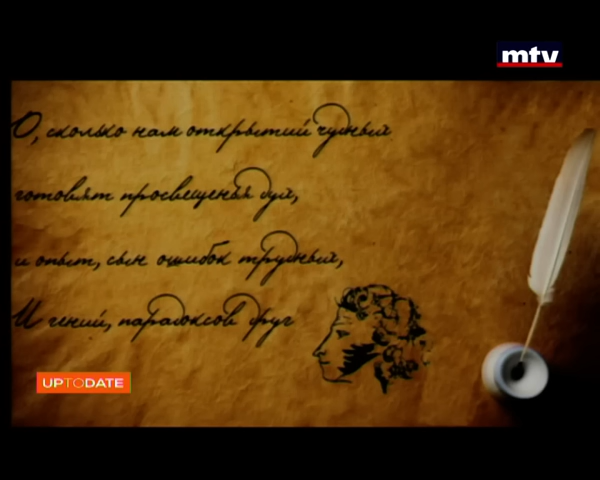 mtv
О, сколько нам открытий чудных
готовят просвещенья дух,
и опыт, сын ошибок трудных,
И гений, парадоксов друг
UPTODATE